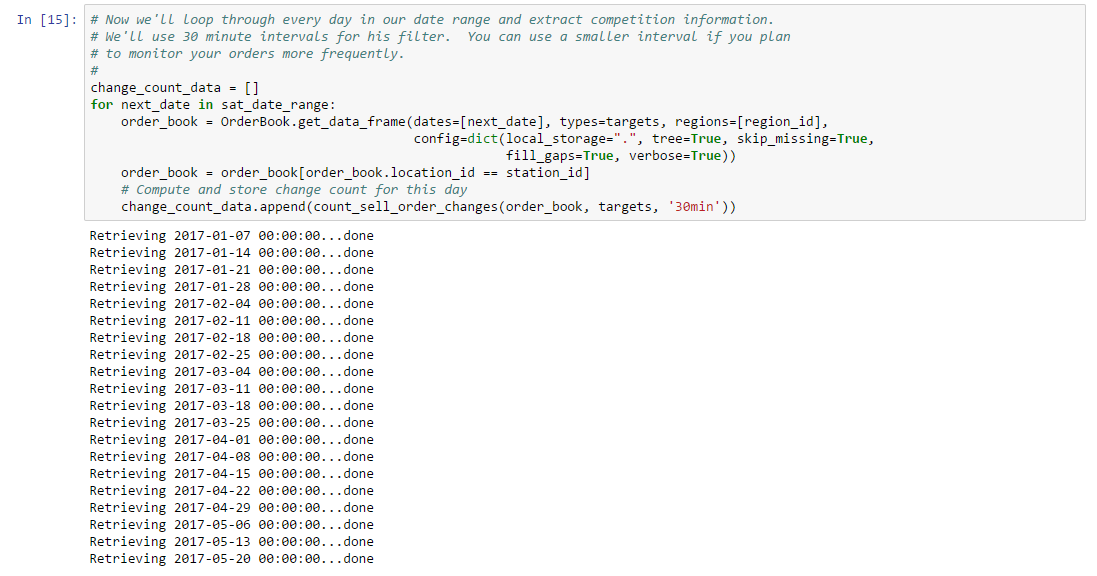 In [15]: # Now we'll loop through every day in our date range and extract competition information.
# We'll use 30 minute intervals for his filter.  You can use a smaller interval if you plan
# to monitor your orders more frequently.
#
change_count_data = []
for next_date in sat_date_range:
    order_book = OrderBook.get_data_frame(dates=[next_date], types=targets, regions=[region_id],
                                          config=dict(local_storage=".", tree=True, skip_missing=True,
                                                      fill_gaps=True, verbose=True))
    order_book = order_book[order_book.location_id == station_id]
    # Compute and store change count for this day
    change_count_data.append(count_sell_order_changes(order_book, targets, '30min'))
Retrieving 2017-01-07 00:00:00...done
Retrieving 2017-01-14 00:00:00...done
Retrieving 2017-01-21 00:00:00...done
Retrieving 2017-01-28 00:00:00...done
Retrieving 2017-02-04 00:00:00...done
Retrieving 2017-02-11 00:00:00...done
Retrieving 2017-02-18 00:00:00...done
Retrieving 2017-02-25 00:00:00...done
Retrieving 2017-03-04 00:00:00...done
Retrieving 2017-03-11 00:00:00...done
Retrieving 2017-03-18 00:00:00...done
Retrieving 2017-03-25 00:00:00...done
Retrieving 2017-04-01 00:00:00...done
Retrieving 2017-04-08 00:00:00...done
Retrieving 2017-04-15 00:00:00...done
Retrieving 2017-04-22 00:00:00...done
Retrieving 2017-04-29 00:00:00...done
Retrieving 2017-05-06 00:00:00...done
Retrieving 2017-05-13 00:00:00...done
Retrieving 2017-05-20 00:00:00...done